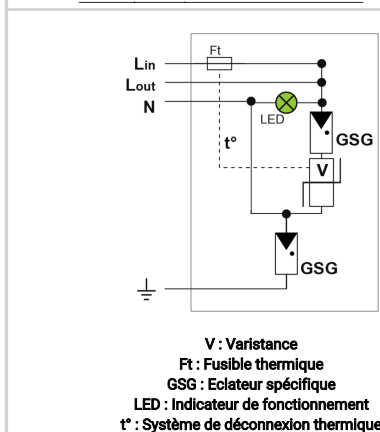 Ft
Lin
Lout
N
LED
GSG
t°
V
GSG
V : Varistance
Ft : Fusible thermique
GSG : Eclateur spécifique
LED : Indicateur de fonctionnement
t° : Système de déconnexion thermique